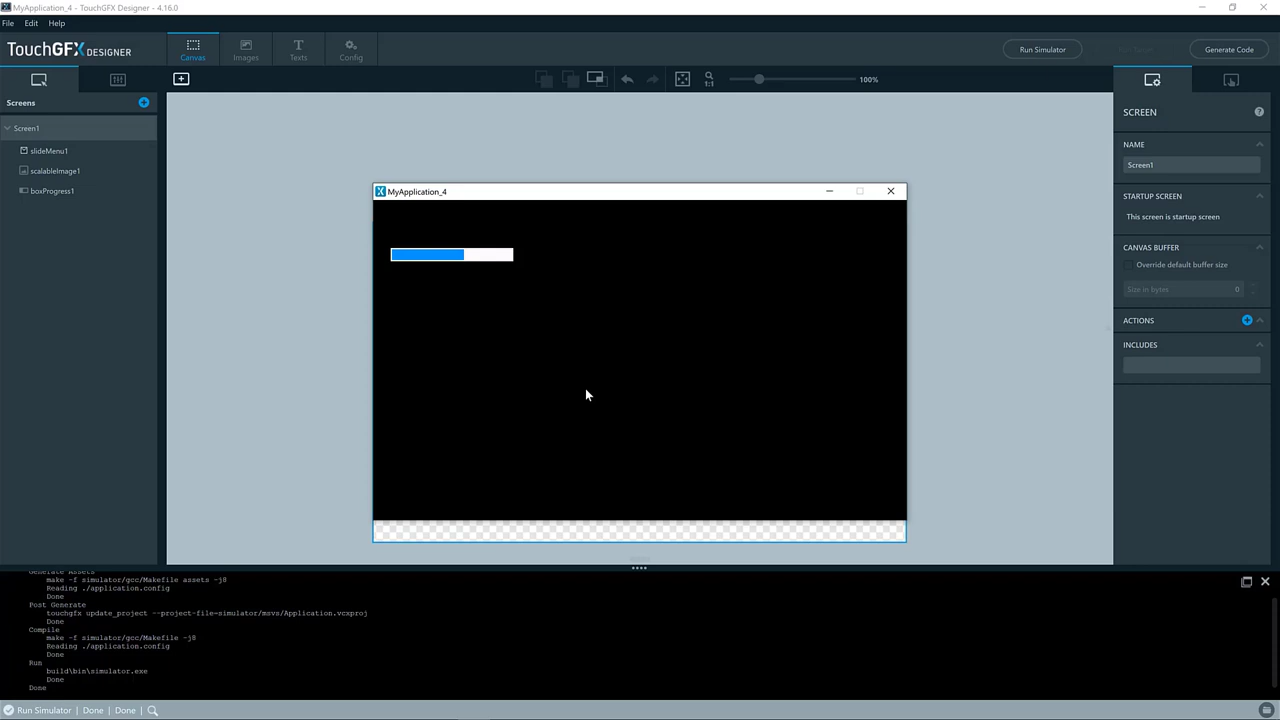 MyApplication_4 - TouchGFX Designer - 4.16.0
File Edit Help
TouchGFX DESIGNER
Canvas
Images
Texts
Config
Run Simulator
Generate Code
100%
Screens
Screen1
slideMenu1
scalableImage1
boxProgress1
MyApplication_4
SCREEN
NAME
Screen1
STARTUP SCREEN
This screen is startup screen
CANVAS BUFFER
Override default buffer size
Size in bytes 0
ACTIONS
INCLUDES
Generate Assets
make -f simulator/gcc/Makefile assets -j8
Reading ./application.config
Done
Post Generate
touchgfx update_project --project-file=simulator/msvs/Application.vcxproj
Done
Compile
make -f simulator/gcc/Makefile -j8
Reading ./application.config
Done
Run
build\bin\simulator.exe
Done
Done
Run Simulator | Done | Done |